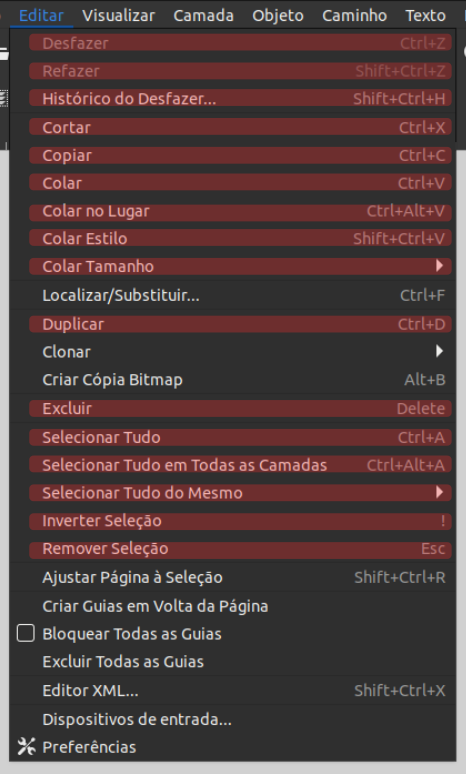 Editar Visualizar Camada Objeto Caminho Texto
Desfazer Ctrl+Z
Refazer Shift+Ctrl+Z
Histórico do Desfazer... Shift+Ctrl+H
Cortar Ctrl+X
Copiar Ctrl+C
Colar Ctrl+V
Colar no Lugar Ctrl+Alt+V
Colar Estilo Shift+Ctrl+V
Colar Tamanho
Localizar/Substituir... Ctrl+F
Duplicar Ctrl+D
Clonar
Criar Cópia Bitmap Alt+B
Excluir Delete
Selecionar Tudo Ctrl+A
Selecionar Tudo em Todas as Camadas Ctrl+Alt+A
Selecionar Tudo do Mesmo
Inverter Seleção !
Remover Seleção Esc
Ajustar Página à Seleção Shift+Ctrl+R
Criar Guias em Volta da Página
Bloquear Todas as Guias
Excluir Todas as Guias
Editor XML... Shift+Ctrl+X
Dispositivos de entrada...
Preferências